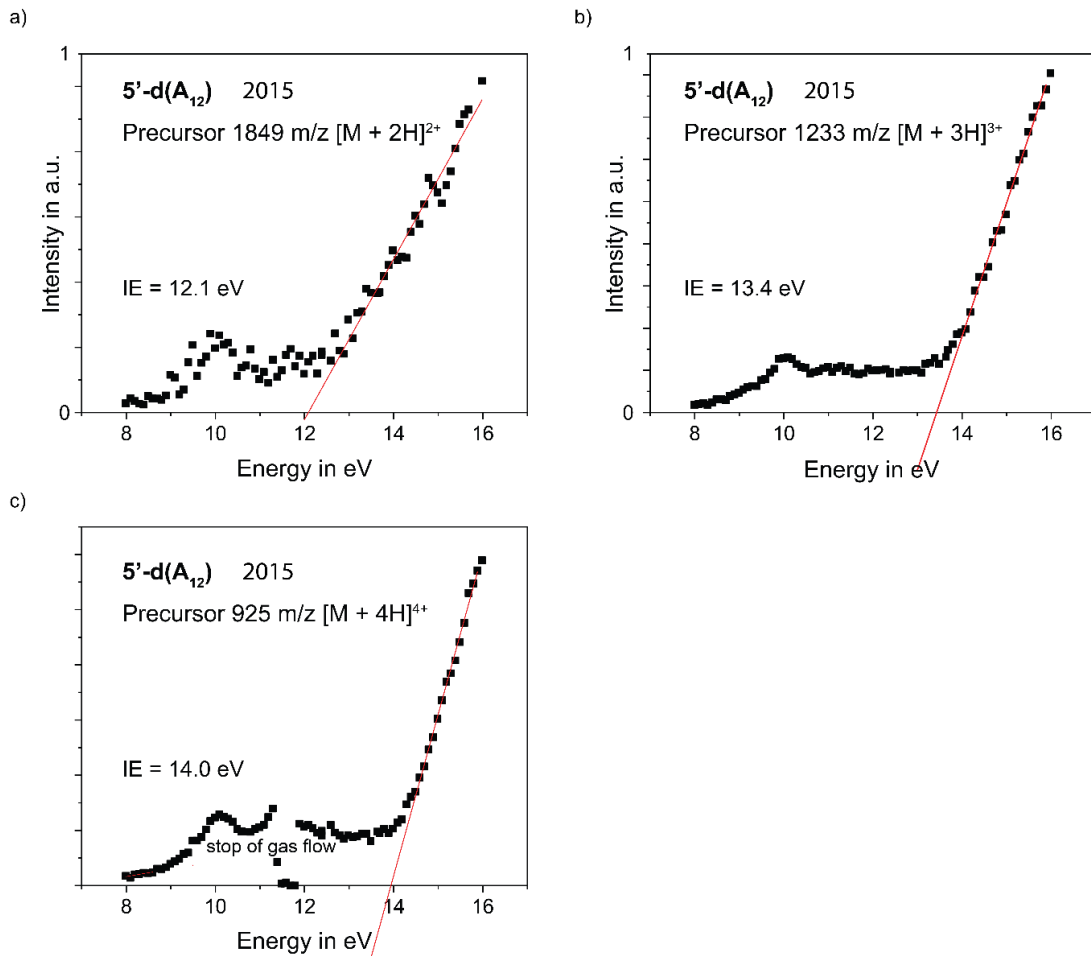 a)
1
5'-d(A₁₂) 2015
Precursor 1849 m/z [M + 2H]²⁺
Intensity in a.u.
IE = 12.1 eV
0
8 10 12 14 16
Energy in eV
b)
1
5'-d(A₁₂) 2015
Precursor 1233 m/z [M + 3H]³⁺
Intensity in a.u.
IE = 13.4 eV
0
8 10 12 14 16
Energy in eV
c)
5'-d(A₁₂) 2015
Precursor 925 m/z [M + 4H]⁴⁺
IE = 14.0 eV
stop of gas flow
8 10 12 14 16
Energy in eV